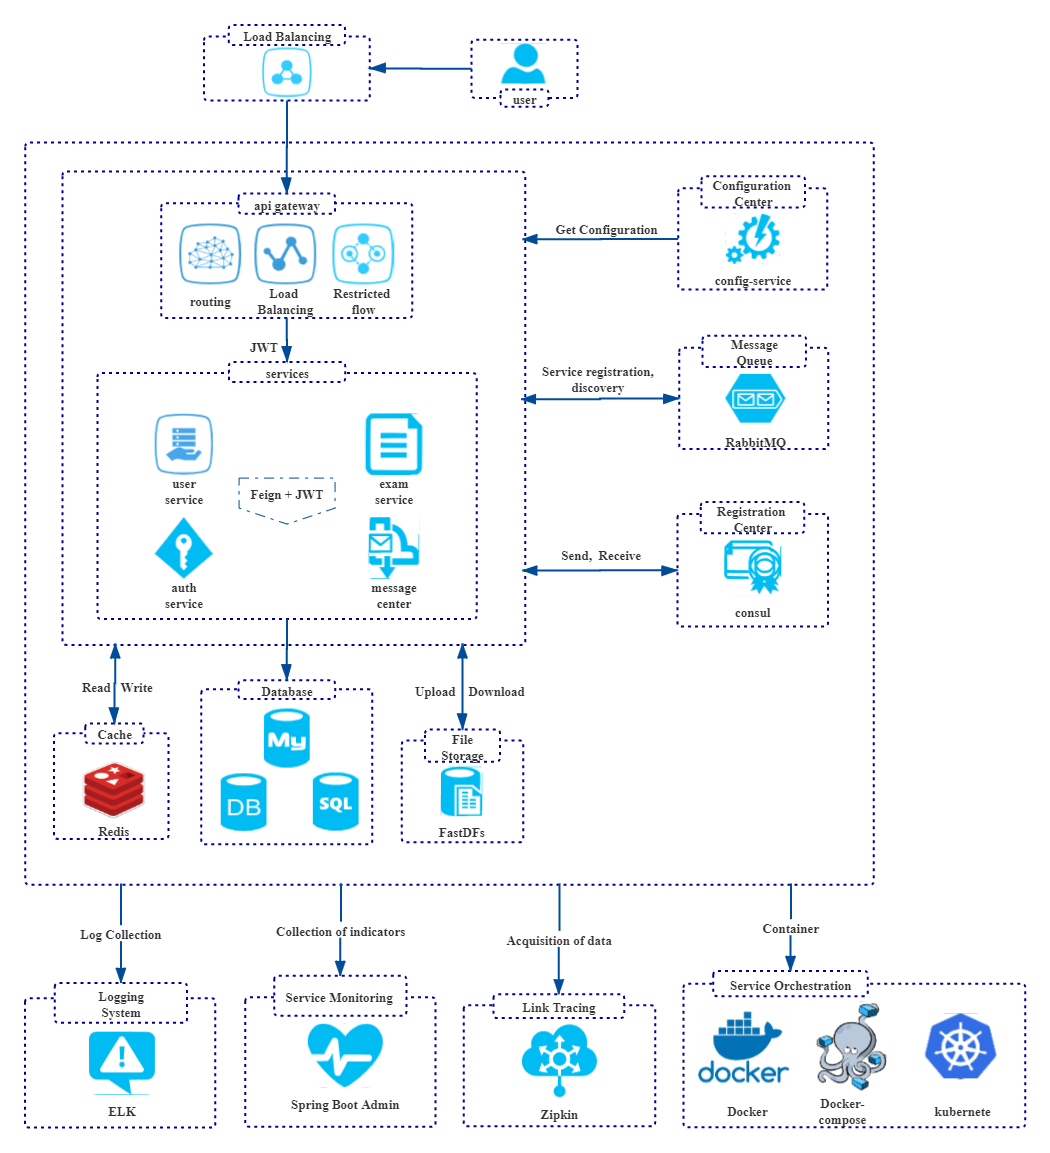 Load Balancing
user
api gateway
routing
Load
Balancing
Restricted
flow
JWT
services
user
service
exam
service
Feign + JWT
auth
service
message
center
Get Configuration
Configuration
Center
config-service
Service registration,
discovery
Message
Queue
RabbitMQ
Send, Receive
Registration
Center
consul
Read Write
Cache
Redis
Database
My
DB
SQL
Upload Download
File
Storage
FastDFs
Log Collection
Logging
System
ELK
Collection of indicators
Service Monitoring
Spring Boot Admin
Acquisition of data
Link Tracing
Zipkin
Container
Service Orchestration
docker
Docker
Docker-
compose
kubernete